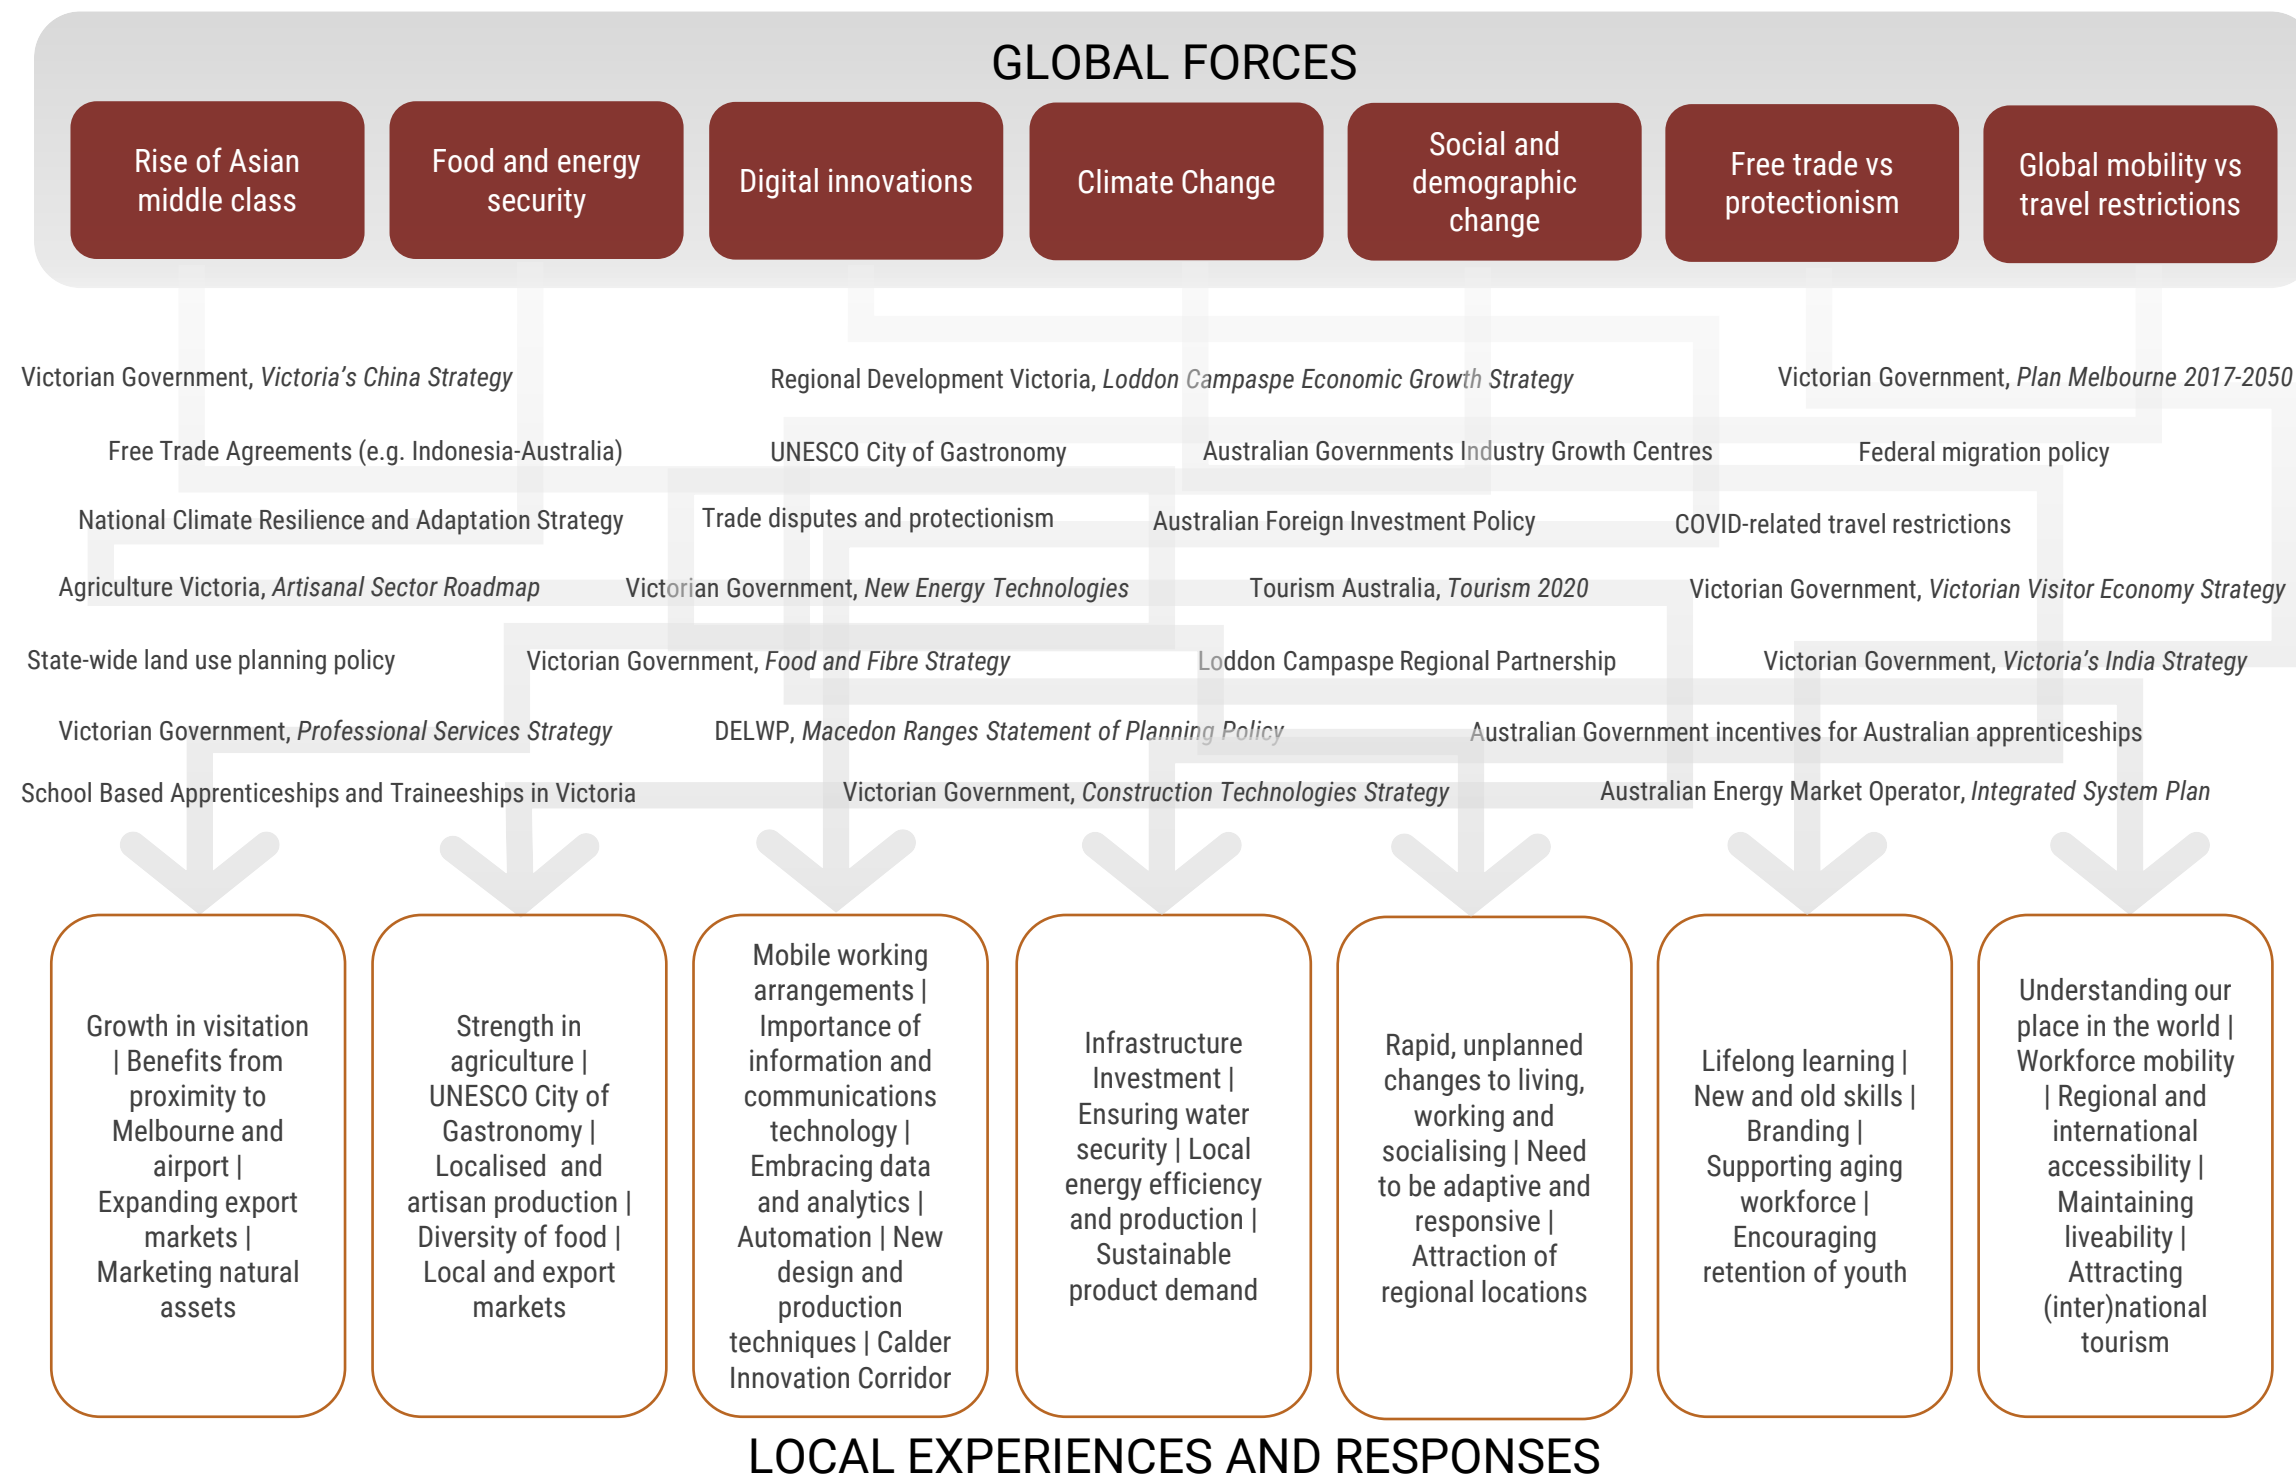 GLOBAL FORCES
Rise of Asian
middle class
Food and energy
security
Digital innovations
Climate Change
Social and
demographic
change
Free trade vs
protectionism
Global mobility vs
travel restrictions
Victorian Government, Victoria’s China Strategy
Regional Development Victoria, Loddon Campaspe Economic Growth Strategy
Victorian Government, Plan Melbourne 2017-2050
Free Trade Agreements (e.g. Indonesia-Australia)
UNESCO City of Gastronomy
Australian Governments Industry Growth Centres
Federal migration policy
National Climate Resilience and Adaptation Strategy
Trade disputes and protectionism
Australian Foreign Investment Policy
COVID-related travel restrictions
Agriculture Victoria, Artisanal Sector Roadmap
Victorian Government, New Energy Technologies
Tourism Australia, Tourism 2020
Victorian Government, Victorian Visitor Economy Strategy
State-wide land use planning policy
Victorian Government, Food and Fibre Strategy
Loddon Campaspe Regional Partnership
Victorian Government, Victoria’s India Strategy
Victorian Government, Professional Services Strategy
DELWP, Macedon Ranges Statement of Planning Policy
Australian Government incentives for Australian apprenticeships
School Based Apprenticeships and Traineeships in Victoria
Victorian Government, Construction Technologies Strategy
Australian Energy Market Operator, Integrated System Plan
Growth in visitation
| Benefits from
proximity to
Melbourne and
airport |
Expanding export
markets |
Marketing natural
assets
Strength in
agriculture |
UNESCO City of
Gastronomy |
Localised and
artisan production |
Diversity of food |
Local and export
markets
Mobile working
arrangements |
Importance of
information and
communications
technology |
Embracing data
and analytics |
Automation | New
design and
production
techniques | Calder
Innovation Corridor
Infrastructure
Investment |
Ensuring water
security | Local
energy efficiency
and production |
Sustainable
product demand
Rapid, unplanned
changes to living,
working and
socialising | Need
to be adaptive and
responsive |
Attraction of
regional locations
Lifelong learning |
New and old skills |
Branding |
Supporting aging
workforce |
Encouraging
retention of youth
Understanding our
place in the world |
Workforce mobility
| Regional and
international
accessibility |
Maintaining
liveability |
Attracting
(inter)national
tourism
LOCAL EXPERIENCES AND RESPONSES